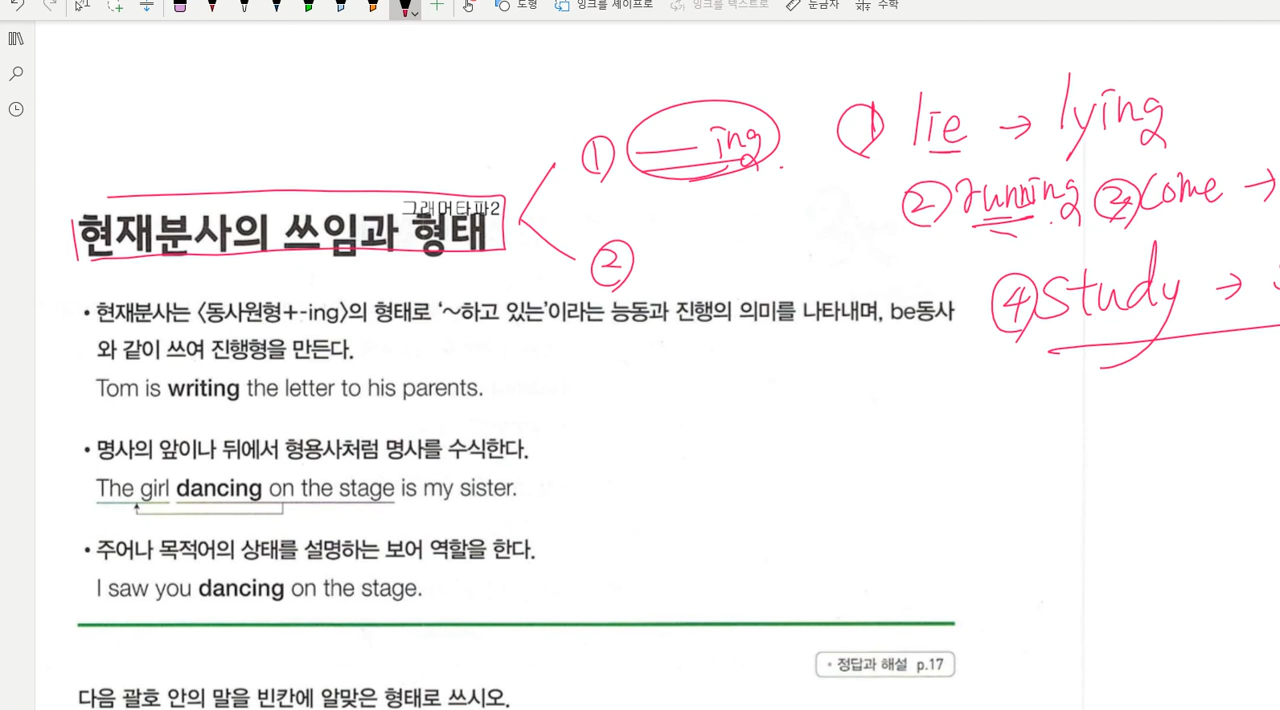 도형 잉크를 셰이프로 잉크를 텍스트로 눈금자 수학
① ___ ing
②
① lie → lying
② running ③ Come →
④ Study →
그래머타파2
현재분사의 쓰임과 형태
• 현재분사는 〈동사원형+-ing〉의 형태로 '~하고 있는'이라는 능동과 진행의 의미를 나타내며, be동사
와 같이 쓰여 진행형을 만든다.
Tom is writing the letter to his parents.
• 명사의 앞이나 뒤에서 형용사처럼 명사를 수식한다.
The girl dancing on the stage is my sister.
• 주어나 목적어의 상태를 설명하는 보어 역할을 한다.
I saw you dancing on the stage.
• 정답과 해설 p.17
다음 괄호 안의 말을 빈칸에 알맞은 형태로 쓰시오.